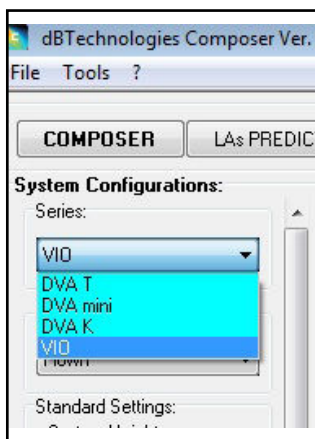 dBTechnologies Composer Ver.
File Tools ?
COMPOSER LAs PREDIC
System Configurations:
Series:
VIO
DVA T
DVA mini
DVA K
VIO
Flown
Standard Settings: